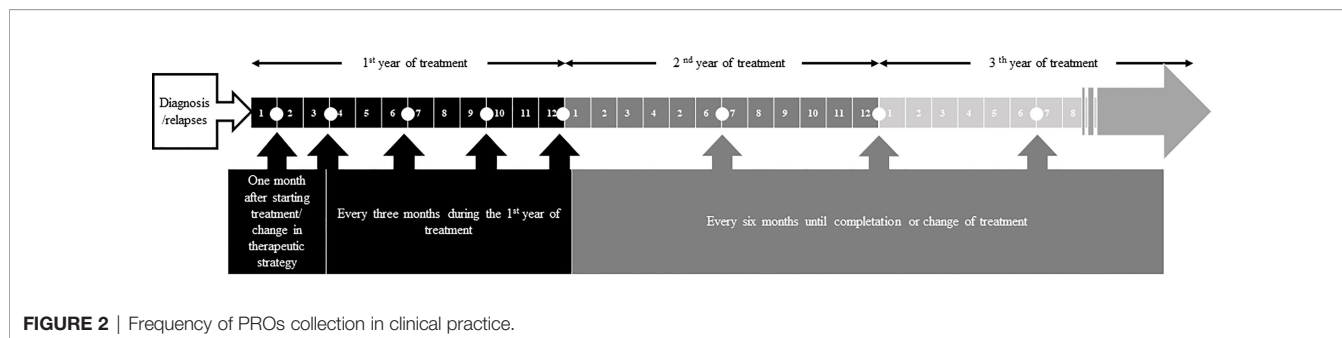 1st year of treatment
2nd year of treatment
3th year of treatment
Diagnosis
/relapses
1 2 3 4 5 6 7 8 9 10 11 12 1 2 3 4 2 6 7 8 9 10 11 12 1 2 3 4 5 6 7 8
One month
after starting
treatment/
change in
therapeutic
strategy
Every three months during the 1st year of
treatment
Every six months until completation or change of treatment
FIGURE 2 | Frequency of PROs collection in clinical practice.